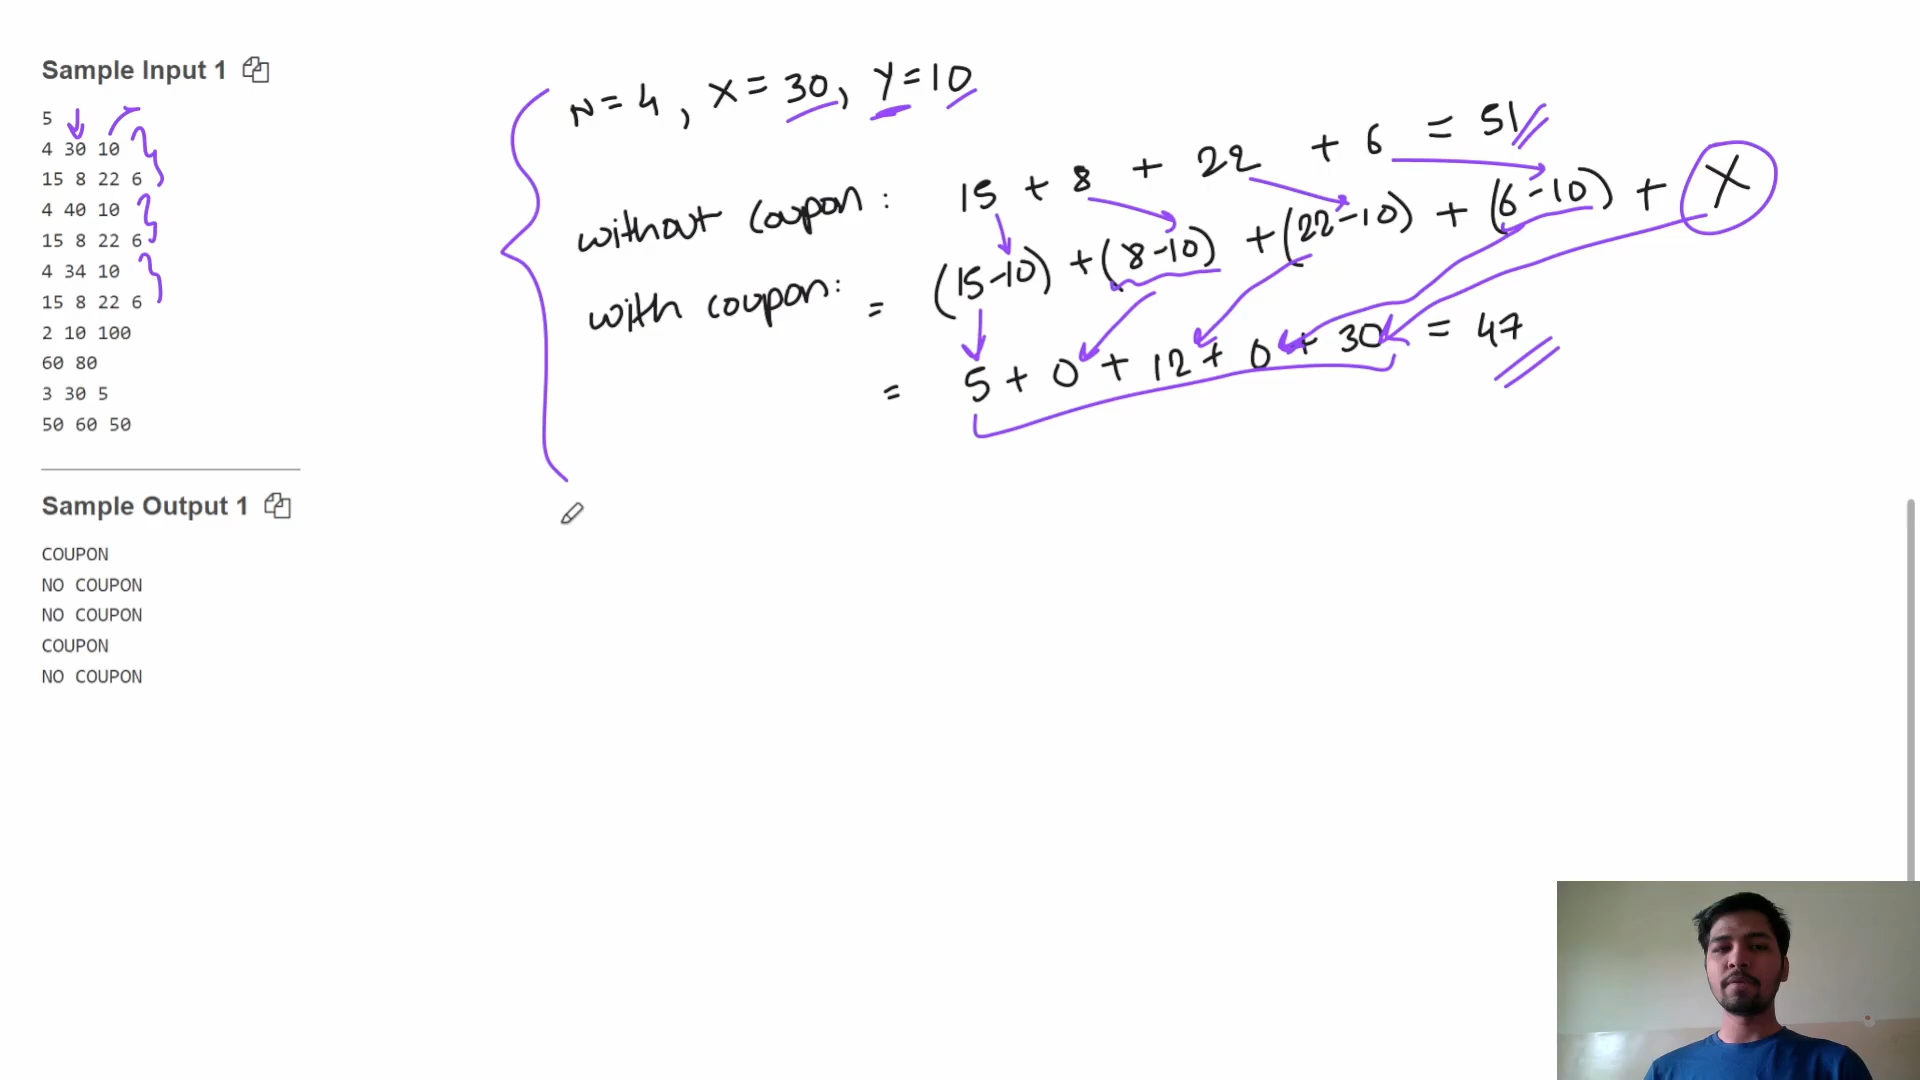 Sample Input 1
5
4 30 10
15 8 22 6
4 40 10
15 8 22 6
4 34 10
15 8 22 6
2 10 100
60 80
3 30 5
50 60 50
Sample Output 1
COUPON
NO COUPON
NO COUPON
COUPON
NO COUPON
N = 4 , X = 30, Y = 10
without coupon : 15 + 8 + 22 + 6 = 51
with coupon: = (15-10) + (8-10) + (22-10) + (6-10) + X
= 5 + 0 + 12 + 0 + 30 = 47